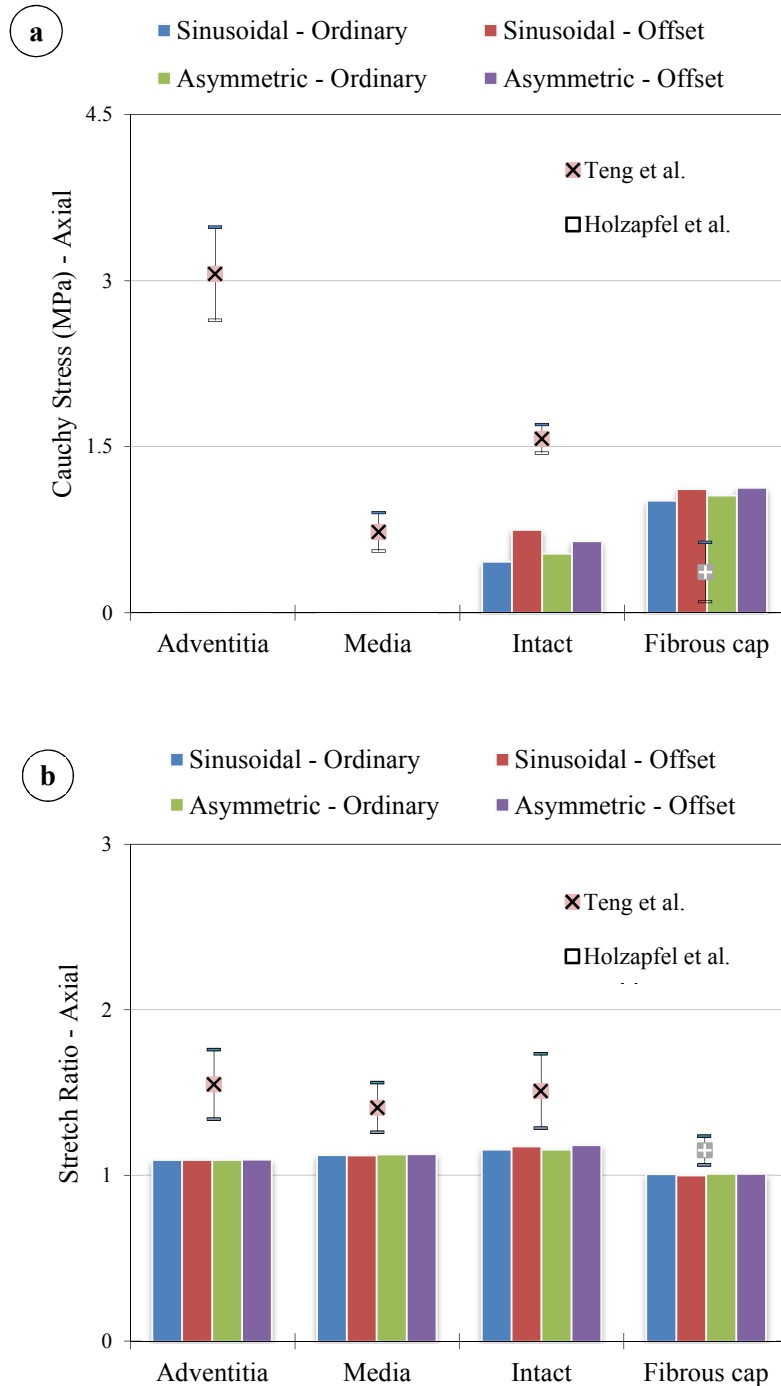 a
Sinusoidal - Ordinary
Sinusoidal - Offset
Asymmetric - Ordinary
Asymmetric - Offset
Cauchy Stress (MPa) - Axial
4.5
3
1.5
0
Teng et al.
Holzapfel et al.
Adventitia
Media
Intact
Fibrous cap
b
Sinusoidal - Ordinary
Sinusoidal - Offset
Asymmetric - Ordinary
Asymmetric - Offset
Stretch Ratio - Axial
3
2
1
0
Teng et al.
Holzapfel et al.
Adventitia
Media
Intact
Fibrous cap